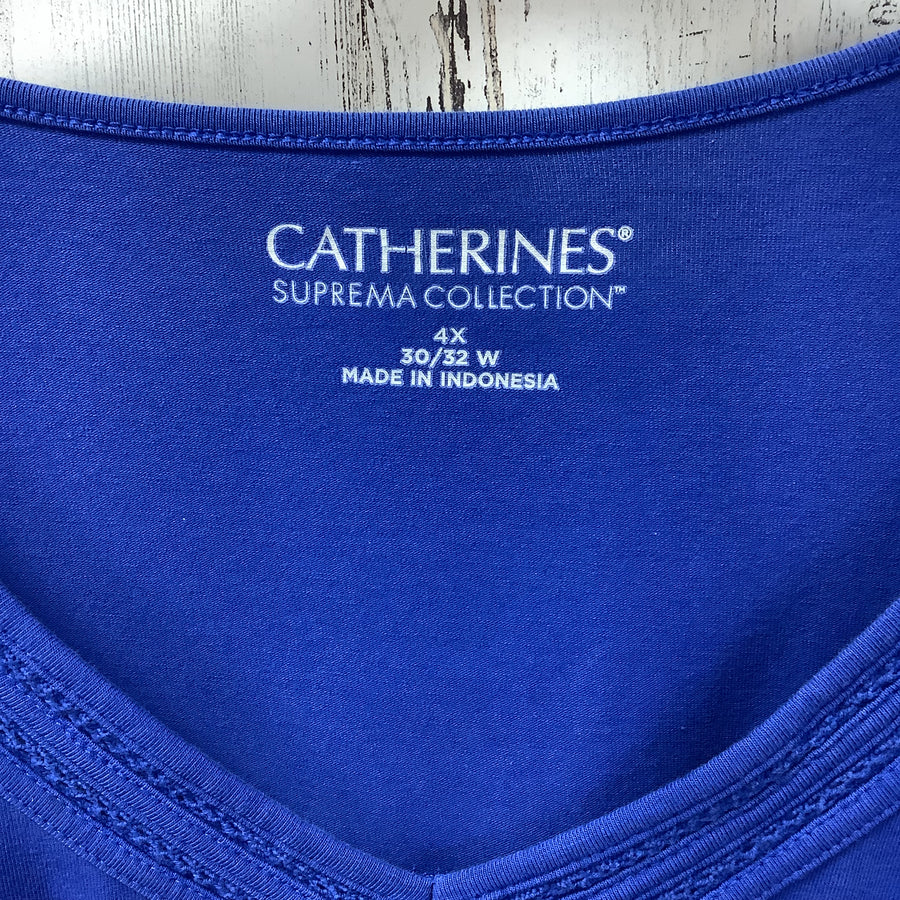 CATHERINES®
SUPREMA COLLECTION™
4X
30/32 W
MADE IN INDONESIA